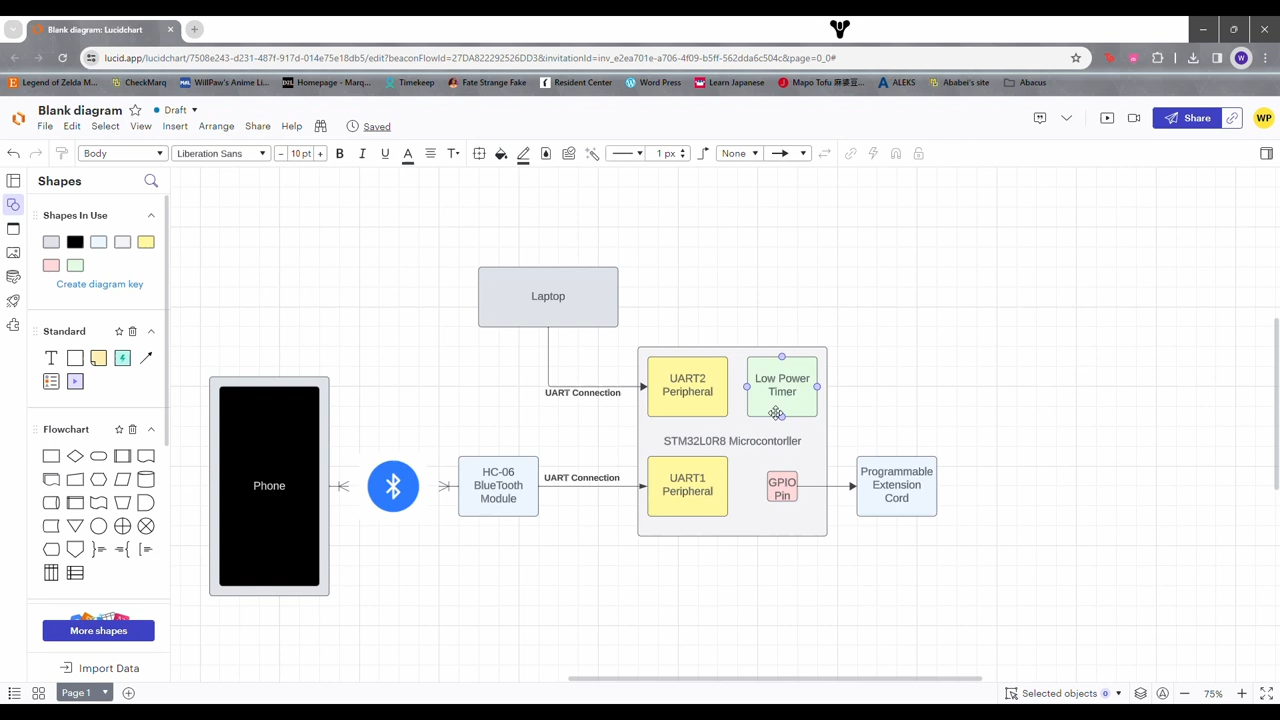 Blank diagram: Lucidchart
lucid.app/lucidchart/7508e243-d231-487f-917d-014e75e18db5/edit?beaconFlowId=27DA822292526DD3&invitationId=inv_e2ea701e-a706-4f09-b5ff-562dda6c504c&page=0_0#
Legend of Zelda M...
CheckMarq
WillPaw's Anime Li...
Homepage - Marq...
Timekeep
Fate Strange Fake
Resident Center
Word Press
Learn Japanese
Mapo Tofu 麻婆豆...
ALEKS
Ababei's site
Abacus
Blank diagram
Draft
File Edit Select View Insert Arrange Share Help
Saved
Share
WP
Body
Liberation Sans
10 pt
1 px
None
Shapes
Shapes In Use
Create diagram key
Standard
Flowchart
More shapes
Import Data
Laptop
UART2
Peripheral
Low Power
Timer
UART Connection
STM32L0R8 Microcontorller
Phone
HC-06
BlueTooth
Module
UART Connection
UART1
Peripheral
GPIO
Pin
Programmable
Extension
Cord
Page 1
Selected objects 0
75%